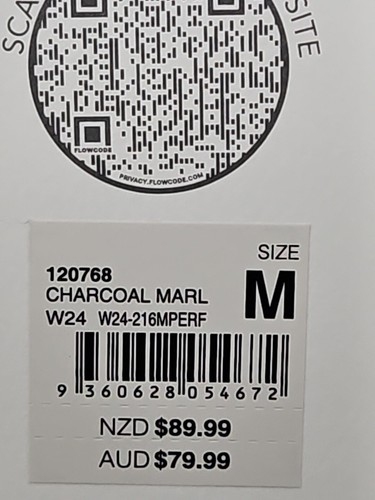 SCA
SITE
FLOWCODE
PRIVACY.FLOWCODE.COM
SIZE
120768
CHARCOAL MARL
M
W24 W24-216MPERF
9 360628 054672
NZD $89.99
AUD $79.99